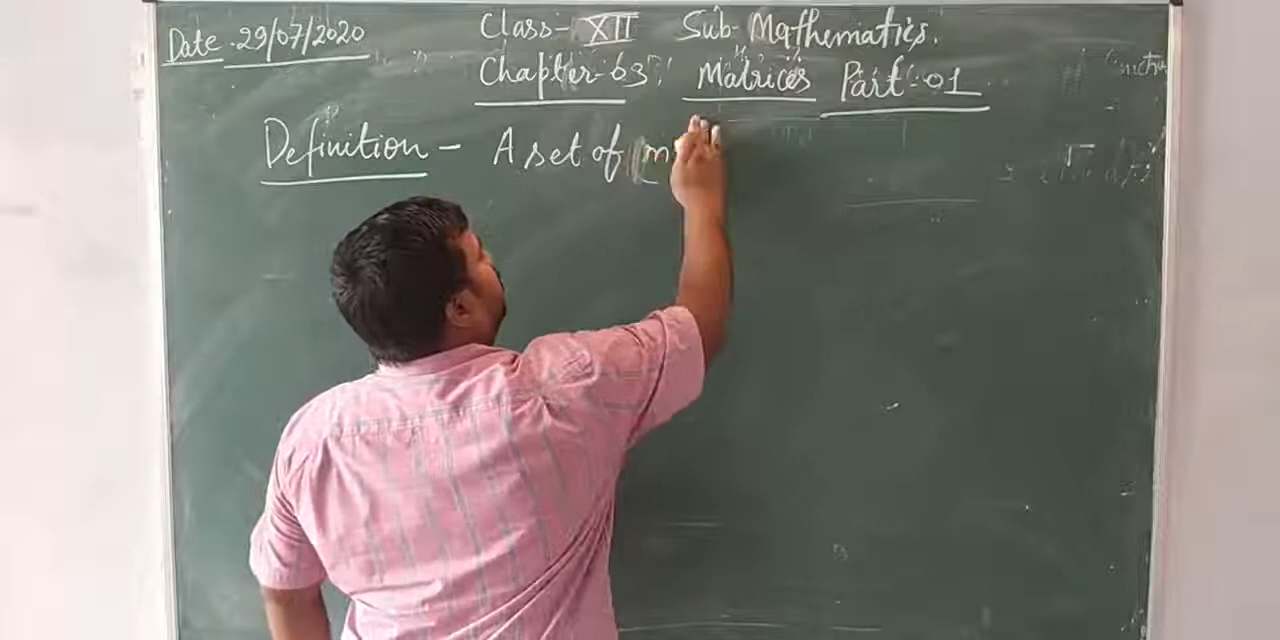 Date - 29/07/2020
Class - XII Sub- Mathematics.
Chapter - 03 : Matrices Part - 01
Definition - A set of